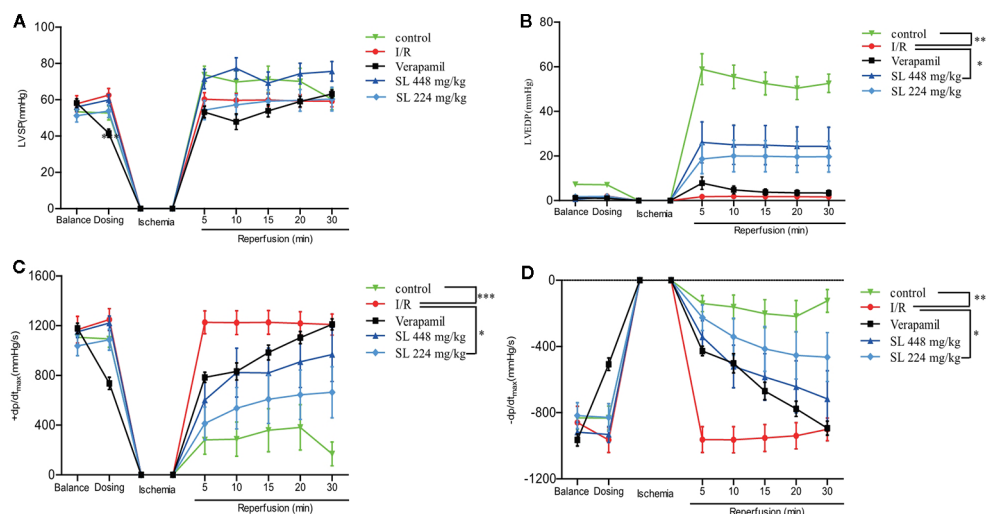 A
LVSP(mmHg)
80
60
40
20
0
***
Balance Dosing Ischemia 5 10 15 20 30
Reperfusion (min)
control
I/R
Verapamil
SL 448 mg/kg
SL 224 mg/kg
B
LVEDP(mmHg)
80
60
40
20
0
Balance Dosing Ischemia 5 10 15 20 30
Reperfusion (min)
control
I/R
Verapamil
SL 448 mg/kg
SL 224 mg/kg
**
*
C
+dp/dtmax(mmHg/s)
1600
1200
800
400
0
Balance Dosing Ischemia 5 10 15 20 30
Reperfusion (min)
control
I/R
Verapamil
SL 448 mg/kg
SL 224 mg/kg
***
*
D
-dp/dtmax(mmHg/s)
0
-400
-800
-1200
Balance Dosing Ischemia 5 10 15 20 30
Reperfusion (min)
control
I/R
Verapamil
SL 448 mg/kg
SL 224 mg/kg
**
*